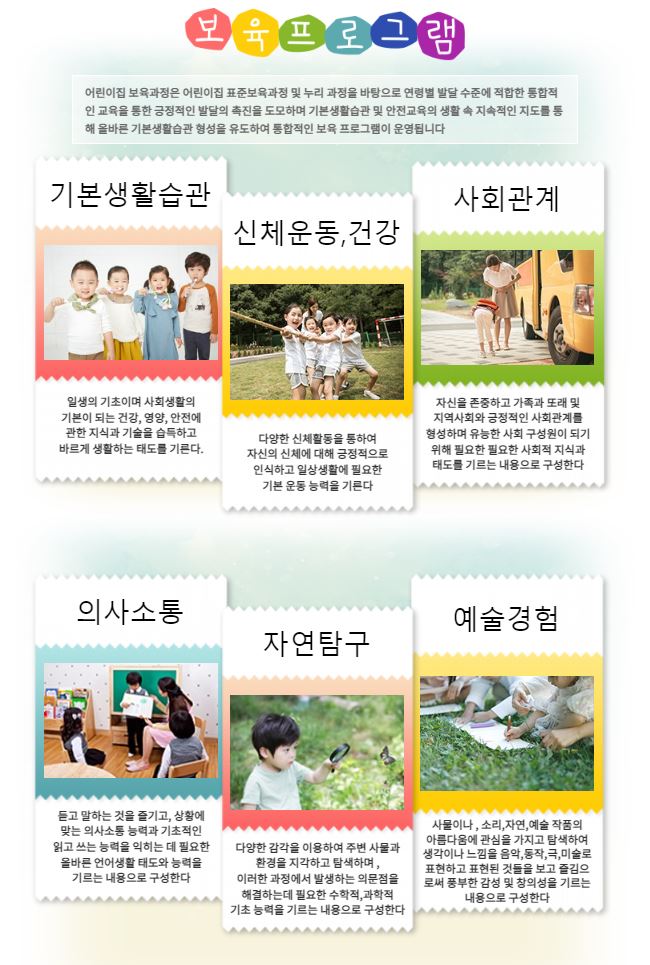 보육프로그램
어린이집 보육과정은 어린이집 표준보육과정 및 누리 과정을 바탕으로 연령별 발달 수준에 적합한 통합적
인 교육을 통한 긍정적인 발달의 촉진을 도모하며 기본생활습관 및 안전교육의 생활 속 지속적인 지도를 통
해 올바른 기본생활습관 형성을 유도하여 통합적인 보육 프로그램이 운영됩니다
기본생활습관
일생의 기초이며 사회생활의
기본이 되는 건강, 영양, 안전에
관한 지식과 기술을 습득하고
바르게 생활하는 태도를 기른다.
신체운동,건강
다양한 신체활동을 통하여
자신의 신체에 대해 긍정적으로
인식하고 일상생활에 필요한
기본 운동 능력을 기른다
사회관계
자신을 존중하고 가족과 또래 및
지역사회와 긍정적인 사회관계를
형성하며 유능한 사회 구성원이 되기
위해 필요한 필요한 사회적 지식과
태도를 기르는 내용으로 구성한다
의사소통
듣고 말하는 것을 즐기고, 상황에
맞는 의사소통 능력과 기초적인
읽고 쓰는 능력을 익히는 데 필요한
올바른 언어생활 태도와 능력을
기르는 내용으로 구성한다
자연탐구
다양한 감각을 이용하여 주변 사물과
환경을 지각하고 탐색하며 ,
이러한 과정에서 발생하는 의문점을
해결하는데 필요한 수학적,과학적
기초 능력을 기르는 내용으로 구성한다
예술경험
사물이나 , 소리,자연,예술 작품의
아름다움에 관심을 가지고 탐색하여
생각이나 느낌을 음악,동작,극,미술로
표현하고 표현된 것들을 보고 즐김으
로써 풍부한 감성 및 창의성을 기르는
내용으로 구성한다